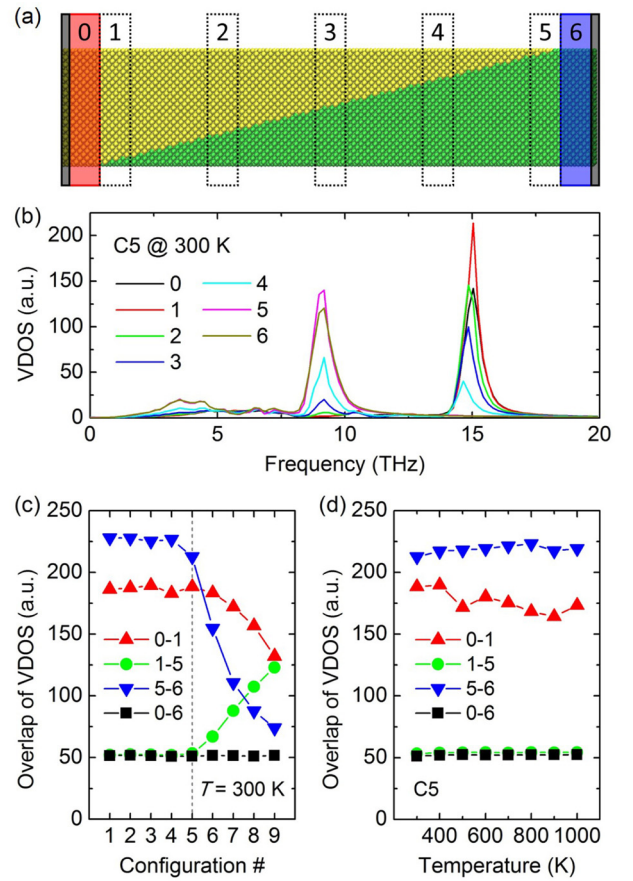 (a)
0 1 2 3 4 5 6
(b)
VDOS (a.u.)
200
150
100
50
0
C5 @ 300 K
0 4
1 5
2 6
3
0 5 10 15 20
Frequency (THz)
(c)
Overlap of VDOS (a.u.)
250
200
150
100
50
0
0-1
1-5
5-6
0-6
T = 300 K
1 2 3 4 5 6 7 8 9
Configuration #
(d)
Overlap of VDOS (a.u.)
250
200
150
100
50
0
0-1
1-5
5-6
0-6
C5
400 600 800 1000
Temperature (K)